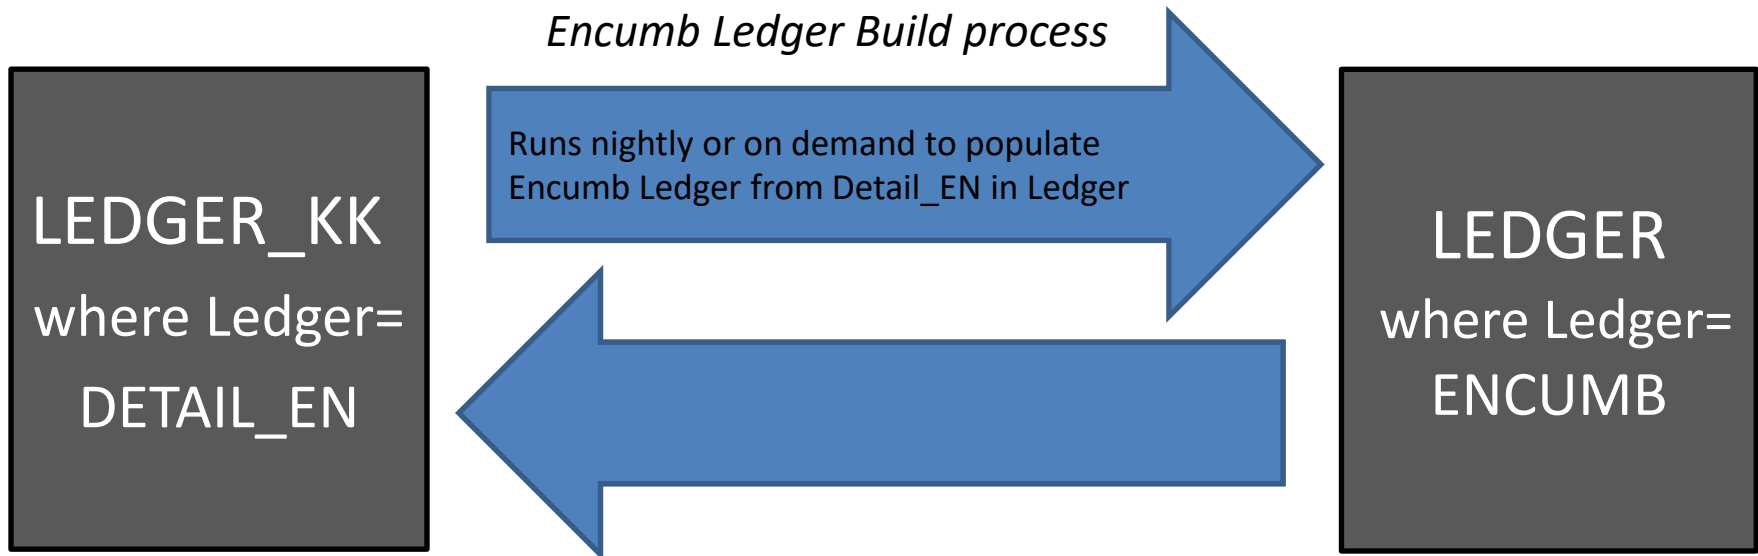 Encumb Ledger Build process
LEDGER_KK
where Ledger=
DETAIL_EN
Runs nightly or on demand to populate
Encumb Ledger from Detail_EN in Ledger
LEDGER
where Ledger=
ENCUMB